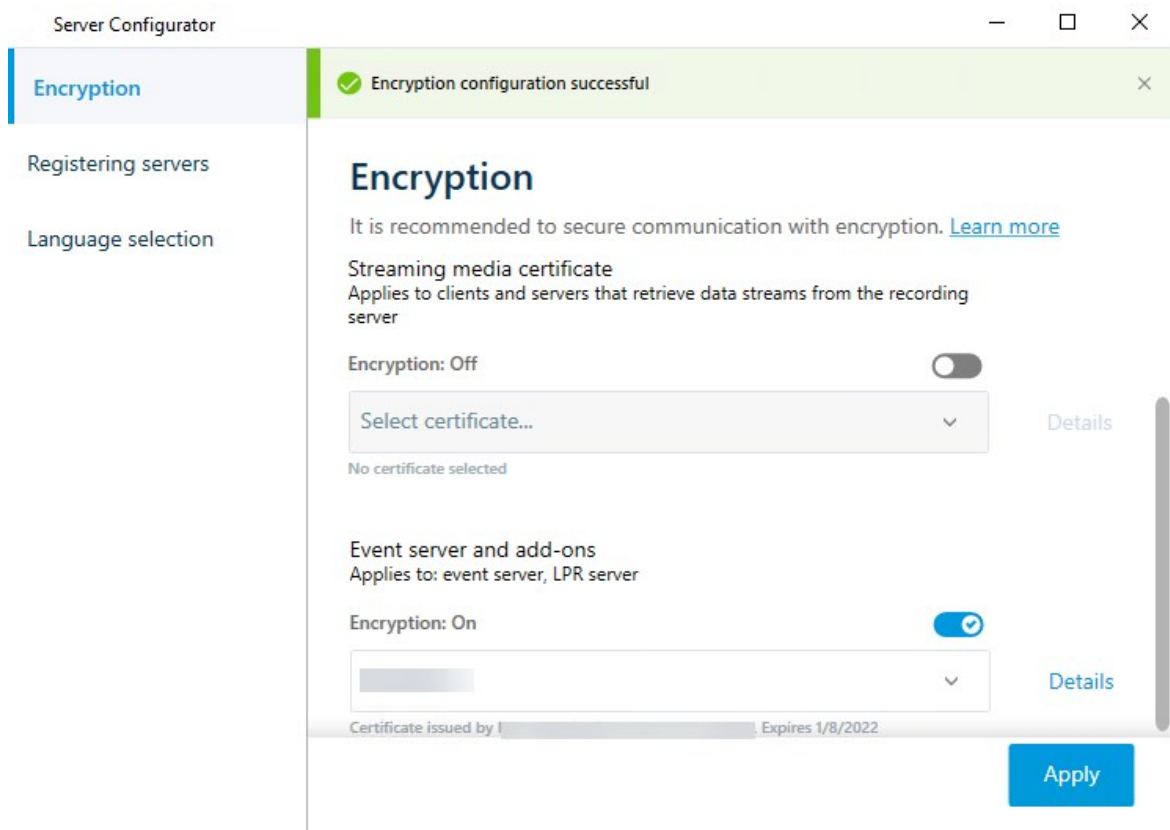 Server Configurator
Encryption
Registering servers
Language selection
Encryption configuration successful
Encryption
It is recommended to secure communication with encryption. Learn more
Streaming media certificate
Applies to clients and servers that retrieve data streams from the recording
server
Encryption: Off
Select certificate...
Details
No certificate selected
Event server and add-ons
Applies to: event server, LPR server
Encryption: On
Details
Certificate issued by
. Expires 1/8/2022
Apply